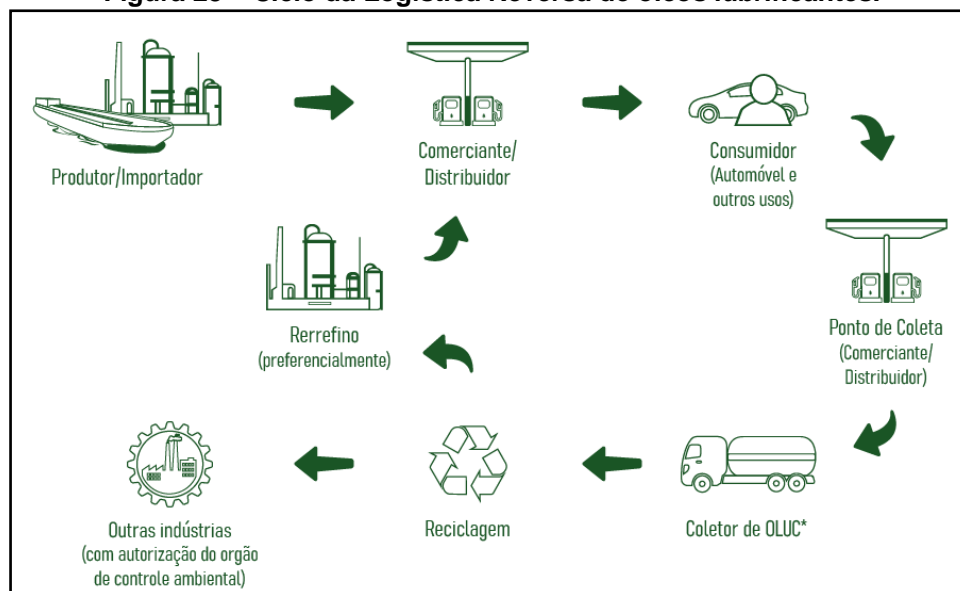 Produtor/Importador
Comerciante/
Distribuidor
Consumidor
(Automóvel e
outros usos)
Rerrefino
(preferencialmente)
Ponto de Coleta
(Comerciante/
Distribuidor)
Outras indústrias
(com autorização do orgão
de controle ambiental)
Reciclagem
Coletor de OLUC*